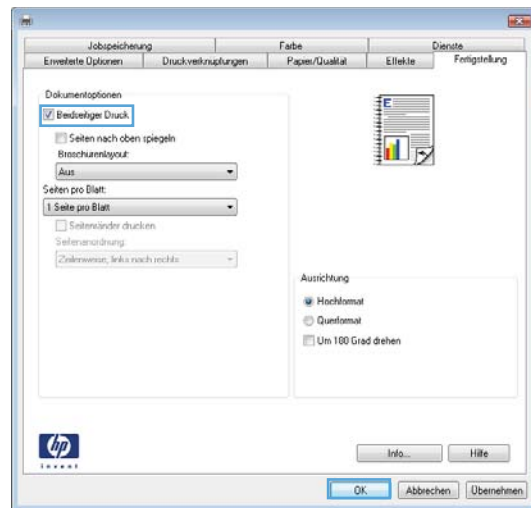 Jobspeicherung Farbe Dienste
Erweiterte Optionen Druckverknüpfungen Papier/Qualität Effekte Fertigstellung
Dokumentoptionen
Beidseitiger Druck
Seiten nach oben spiegeln
Broschürenlayout:
Aus
Seiten pro Blatt:
1 Seite pro Blatt
Seitenränder drucken
Seitenanordnung:
Zeilenweise, links nach rechts
E
Ausrichtung
Hochformat
Querformat
Um 180 Grad drehen
hp
invent
Info... Hilfe
OK Abbrechen Übernehmen